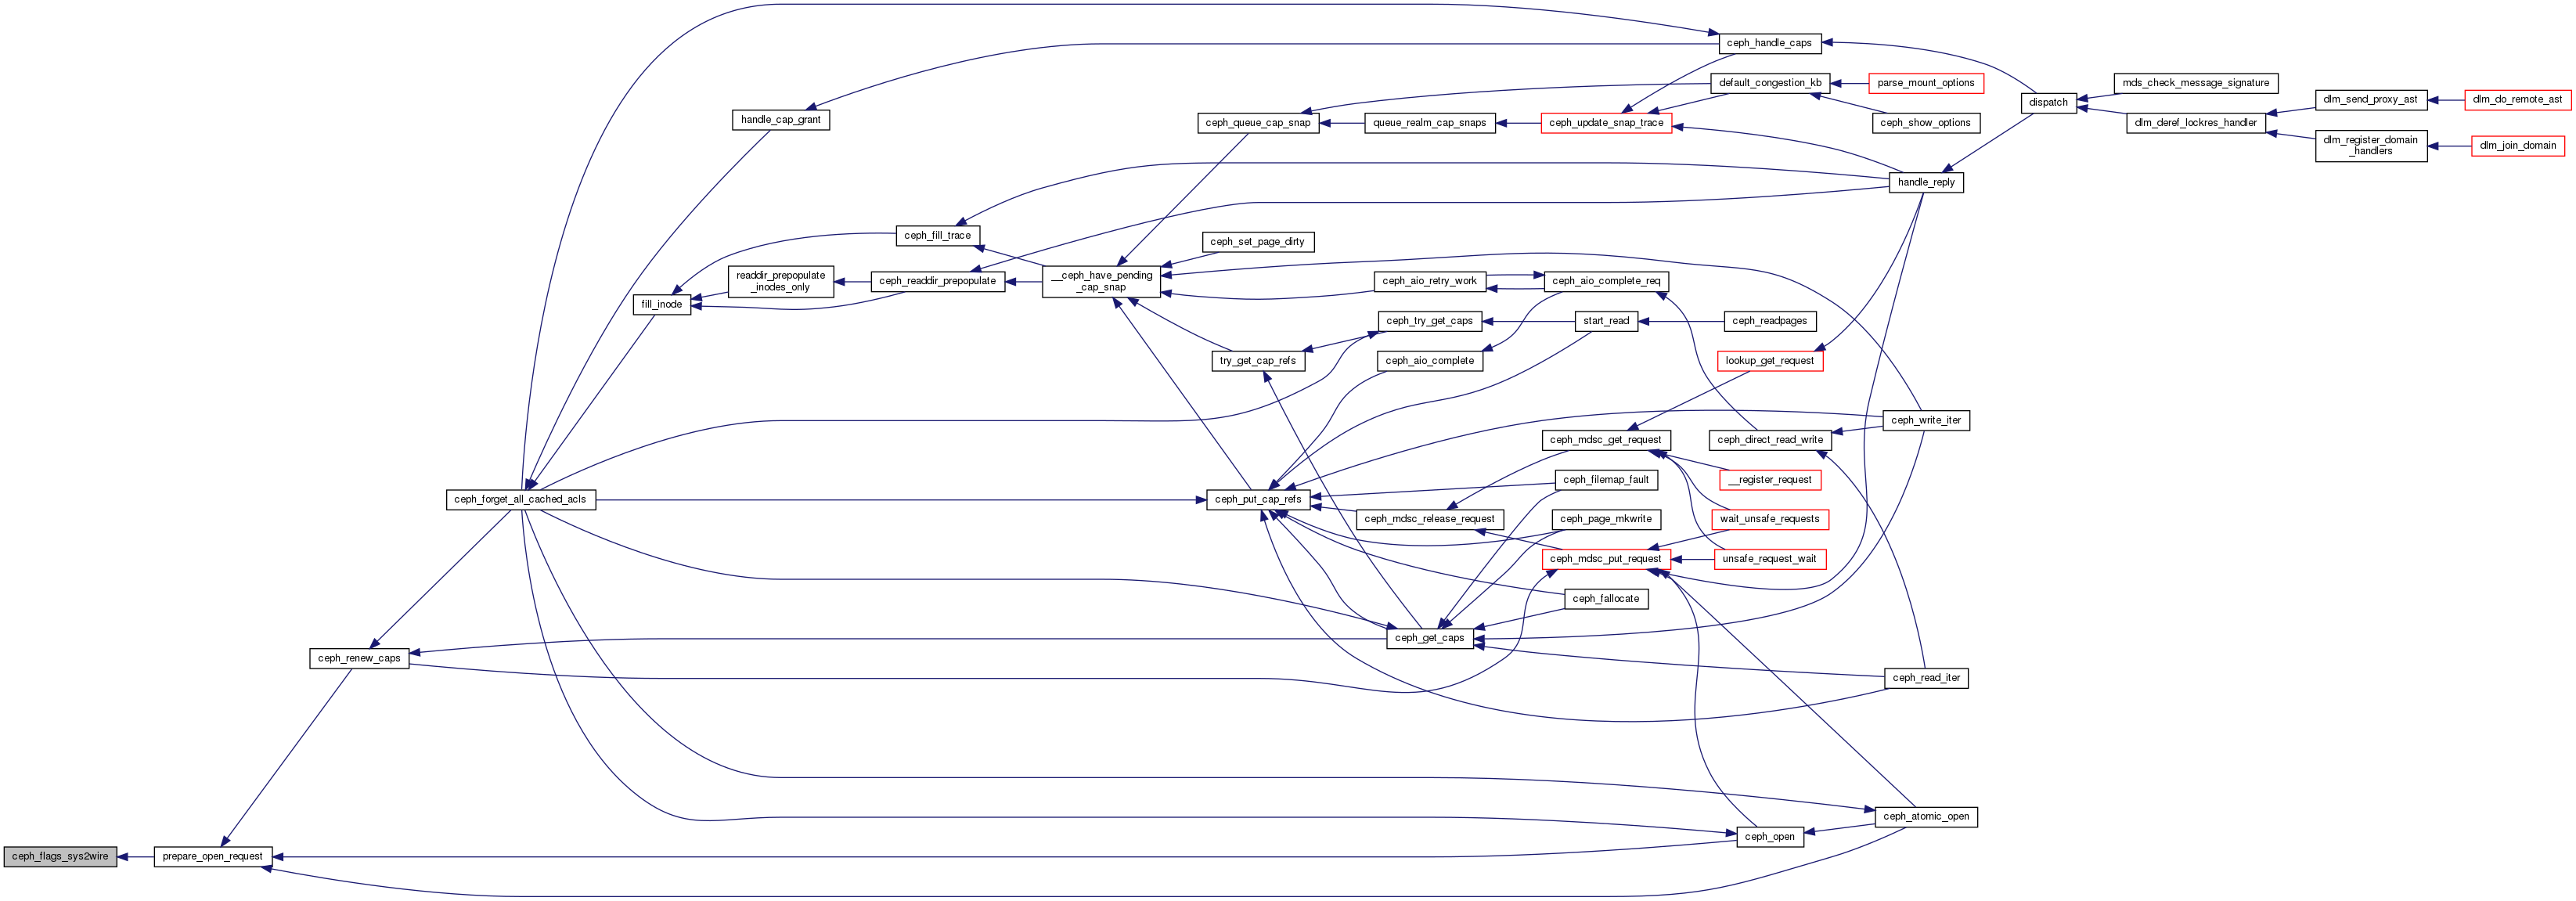 ceph_handle_caps
default_congestion_kb
parse_mount_options
mds_check_message_signature
dispatch
dlm_send_proxy_ast
dlm_do_remote_ast
handle_cap_grant
ceph_queue_cap_snap
queue_realm_cap_snaps
ceph_update_snap_trace
ceph_show_options
dlm_deref_lockres_handler
dlm_register_domain
_handlers
dlm_join_domain
handle_reply
ceph_fill_trace
ceph_set_page_dirty
readdir_prepopulate
_inodes_only
ceph_readdir_prepopulate
__ceph_have_pending
_cap_snap
ceph_aio_retry_work
ceph_aio_complete_req
fill_inode
ceph_try_get_caps
start_read
ceph_readpages
try_get_cap_refs
ceph_aio_complete
lookup_get_request
ceph_write_iter
ceph_mdsc_get_request
ceph_direct_read_write
ceph_filemap_fault
__register_request
ceph_forget_all_cached_acls
ceph_put_cap_refs
ceph_mdsc_release_request
ceph_page_mkwrite
wait_unsafe_requests
ceph_mdsc_put_request
unsafe_request_wait
ceph_fallocate
ceph_get_caps
ceph_renew_caps
ceph_read_iter
ceph_atomic_open
ceph_open
ceph_flags_sys2wire
prepare_open_request